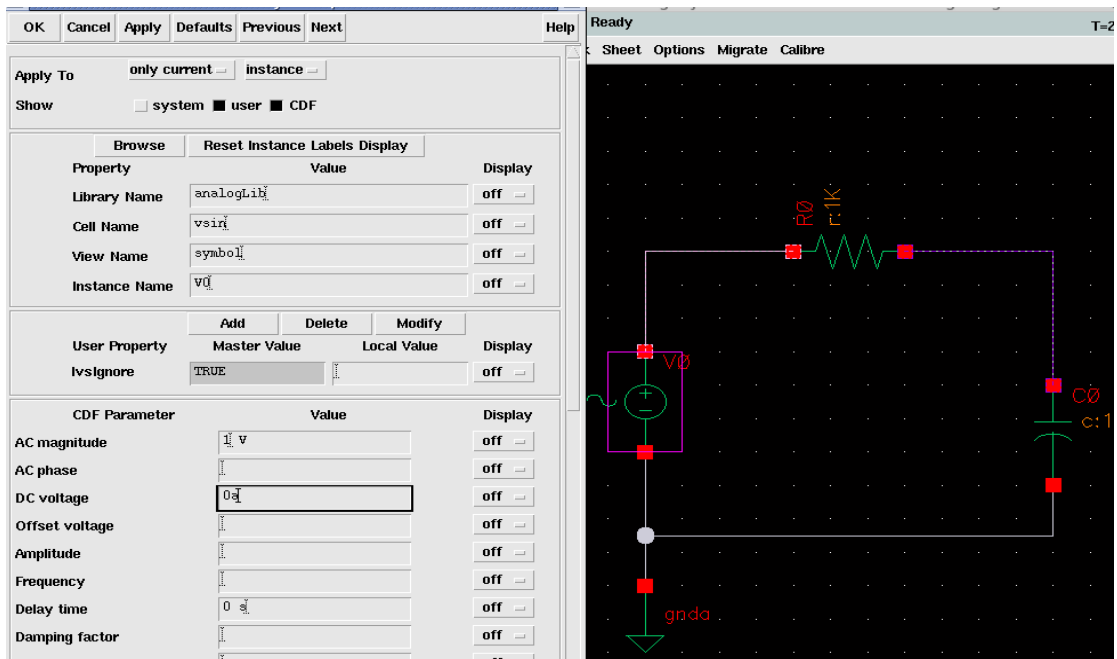 OK Cancel Apply Defaults Previous Next Help
Apply To only current instance
Show system user CDF
Browse Reset Instance Labels Display
Property Value Display
Library Name analogLib off
Cell Name vsin off
View Name symbol off
Instance Name V0 off
Add Delete Modify
User Property Master Value Local Value Display
lvsIgnore TRUE off
CDF Parameter Value Display
AC magnitude 1 V off
AC phase off
DC voltage 0a off
Offset voltage off
Amplitude off
Frequency off
Delay time 0 s off
Damping factor off
Ready T=2
Sheet Options Migrate Calibre
R0
r:1K
V0
C0
c:1
gnda